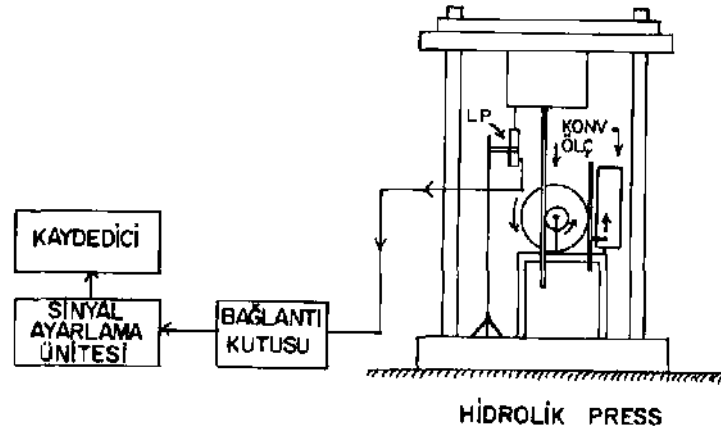 LP
KONV
ÖLÇ
KAYDEDİCİ
SİNYAL
AYARLAMA
ÜNİTESİ
BAĞLANTI
KUTUSU
HİDROLİK PRESS